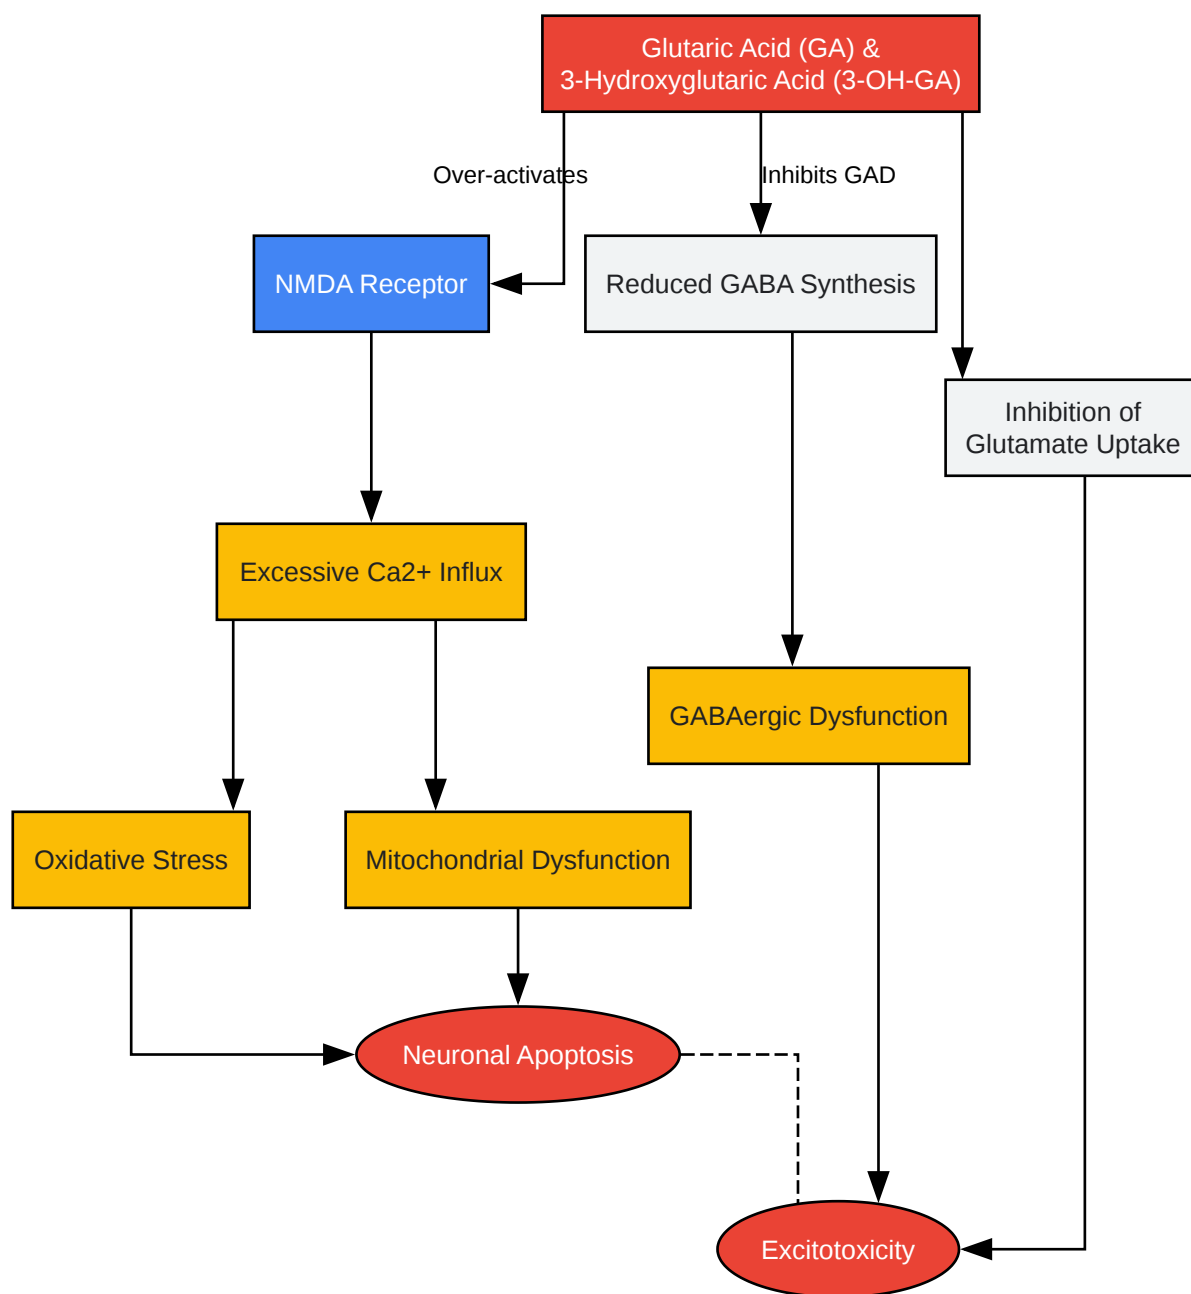 Glutaric Acid (GA) &
3-Hydroxyglutaric Acid (3-OH-GA)
Over-activates
Inhibits GAD
NMDA Receptor
Reduced GABA Synthesis
Inhibition of
Glutamate Uptake
Excessive Ca2+ Influx
GABAergic Dysfunction
Oxidative Stress
Mitochondrial Dysfunction
Neuronal Apoptosis
Excitotoxicity